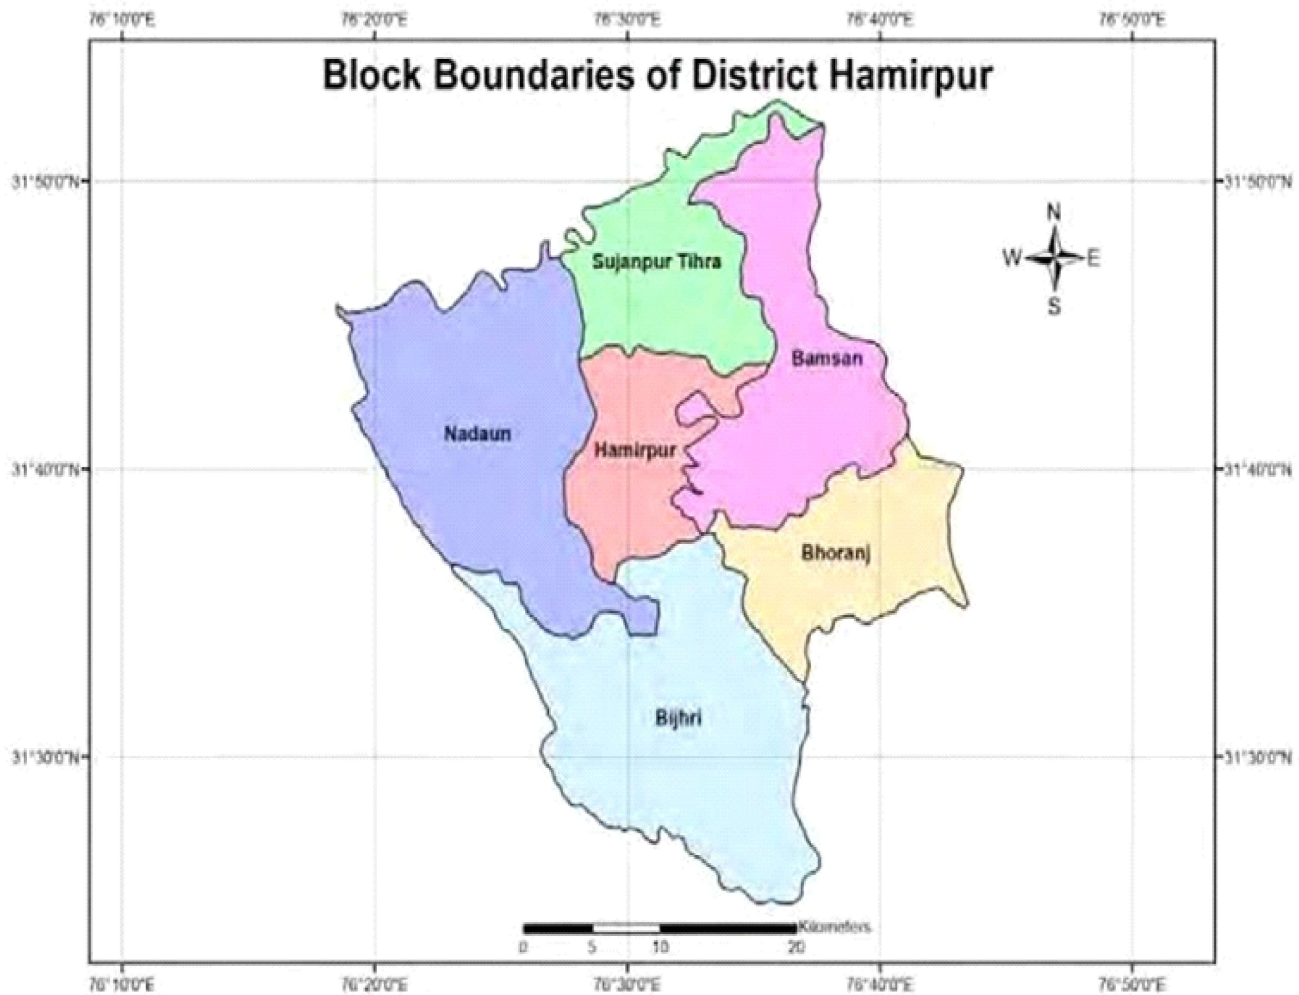 76°10'0"E 76°20'0"E 76°30'0"E 76°40'0"E 76°50'0"E
Block Boundaries of District Hamirpur
31°50'0"N 31°50'0"N
N
W E
S
Sujanpur Tihra
Bamsan
Nadaun
Hamirpur
31°40'0"N 31°40'0"N
Bhoranj
Bijhri
31°30'0"N 31°30'0"N
Kilometers
0 5 10 20
76°10'0"E 76°20'0"E 76°30'0"E 76°40'0"E 76°50'0"E